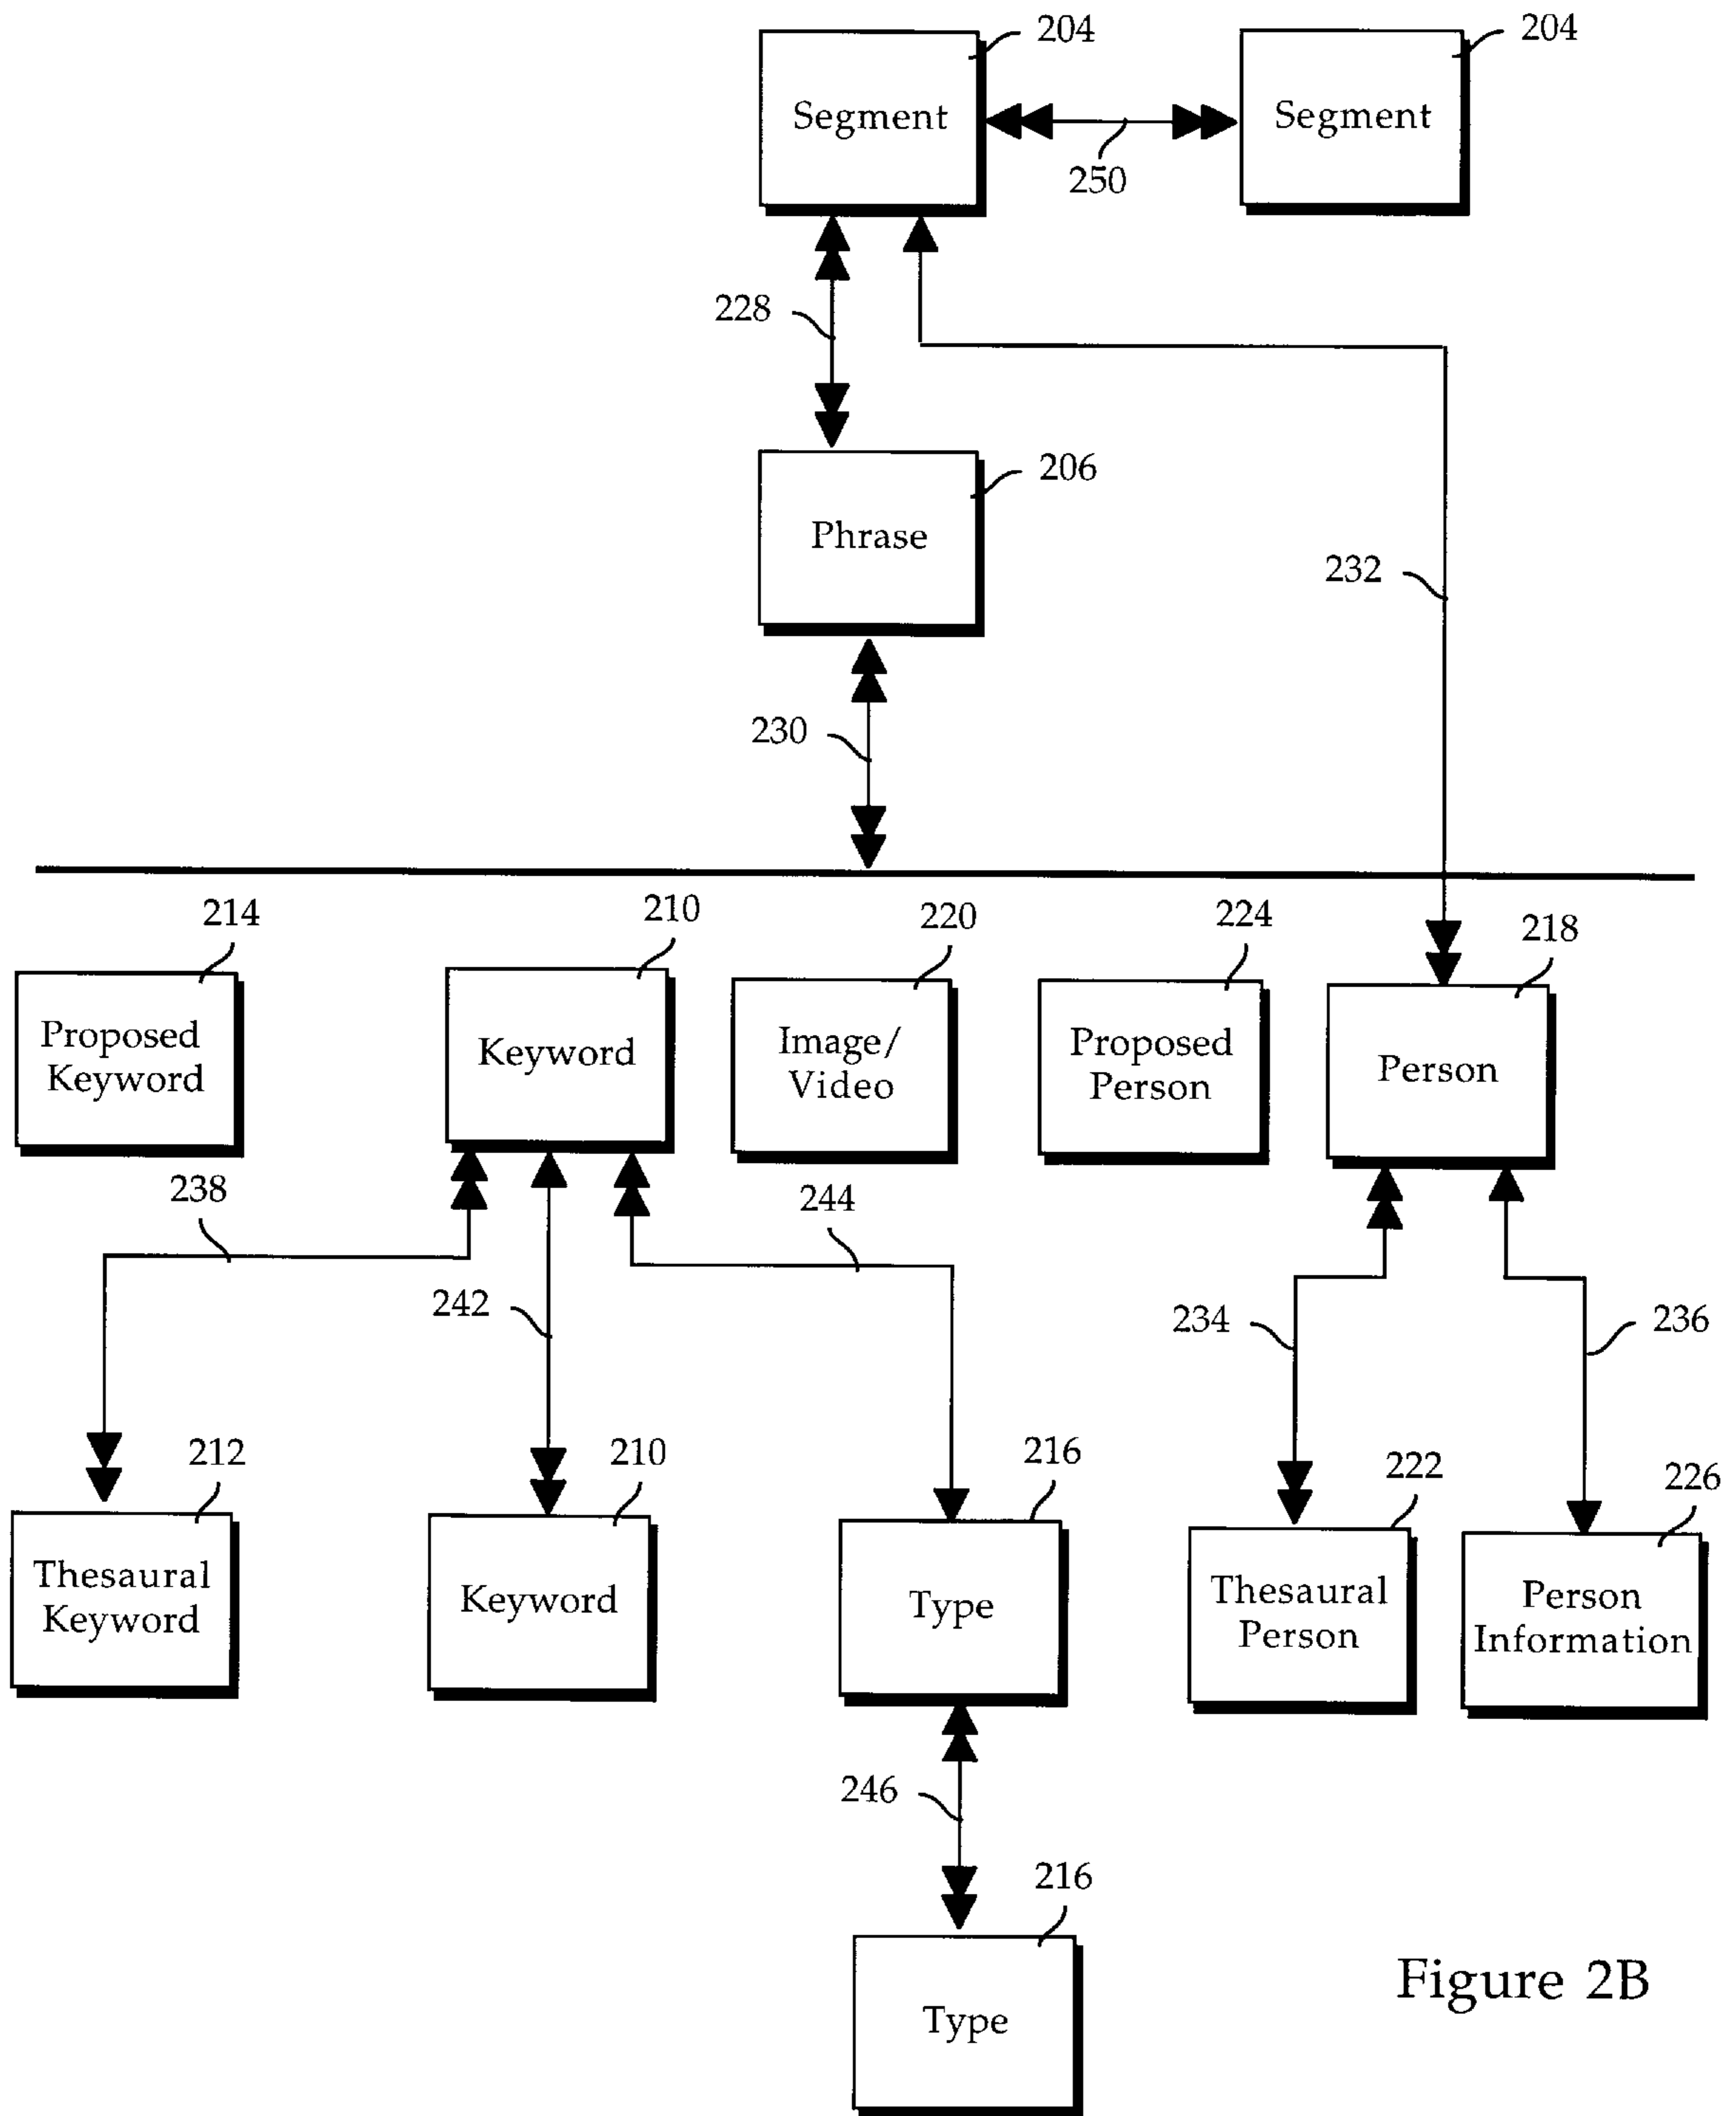 204
204
Segment
Segment
250
228
206
Phrase
232
230
214
210
220
224
218
Proposed
Keyword
Keyword
Image/
Video
Proposed
Person
Person
238
244
242
234
236
212
210
216
222
226
Thesaural
Keyword
Keyword
Type
Thesaural
Person
Person
Information
246
216
Type
Figure 2B